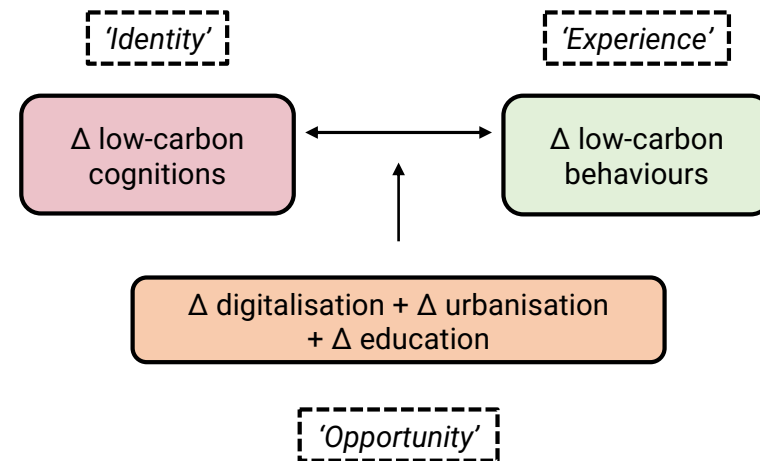 ‘Identity’
‘Experience’
Δ low-carbon
cognitions
Δ low-carbon
behaviours
Δ digitalisation + Δ urbanisation
+ Δ education
‘Opportunity’